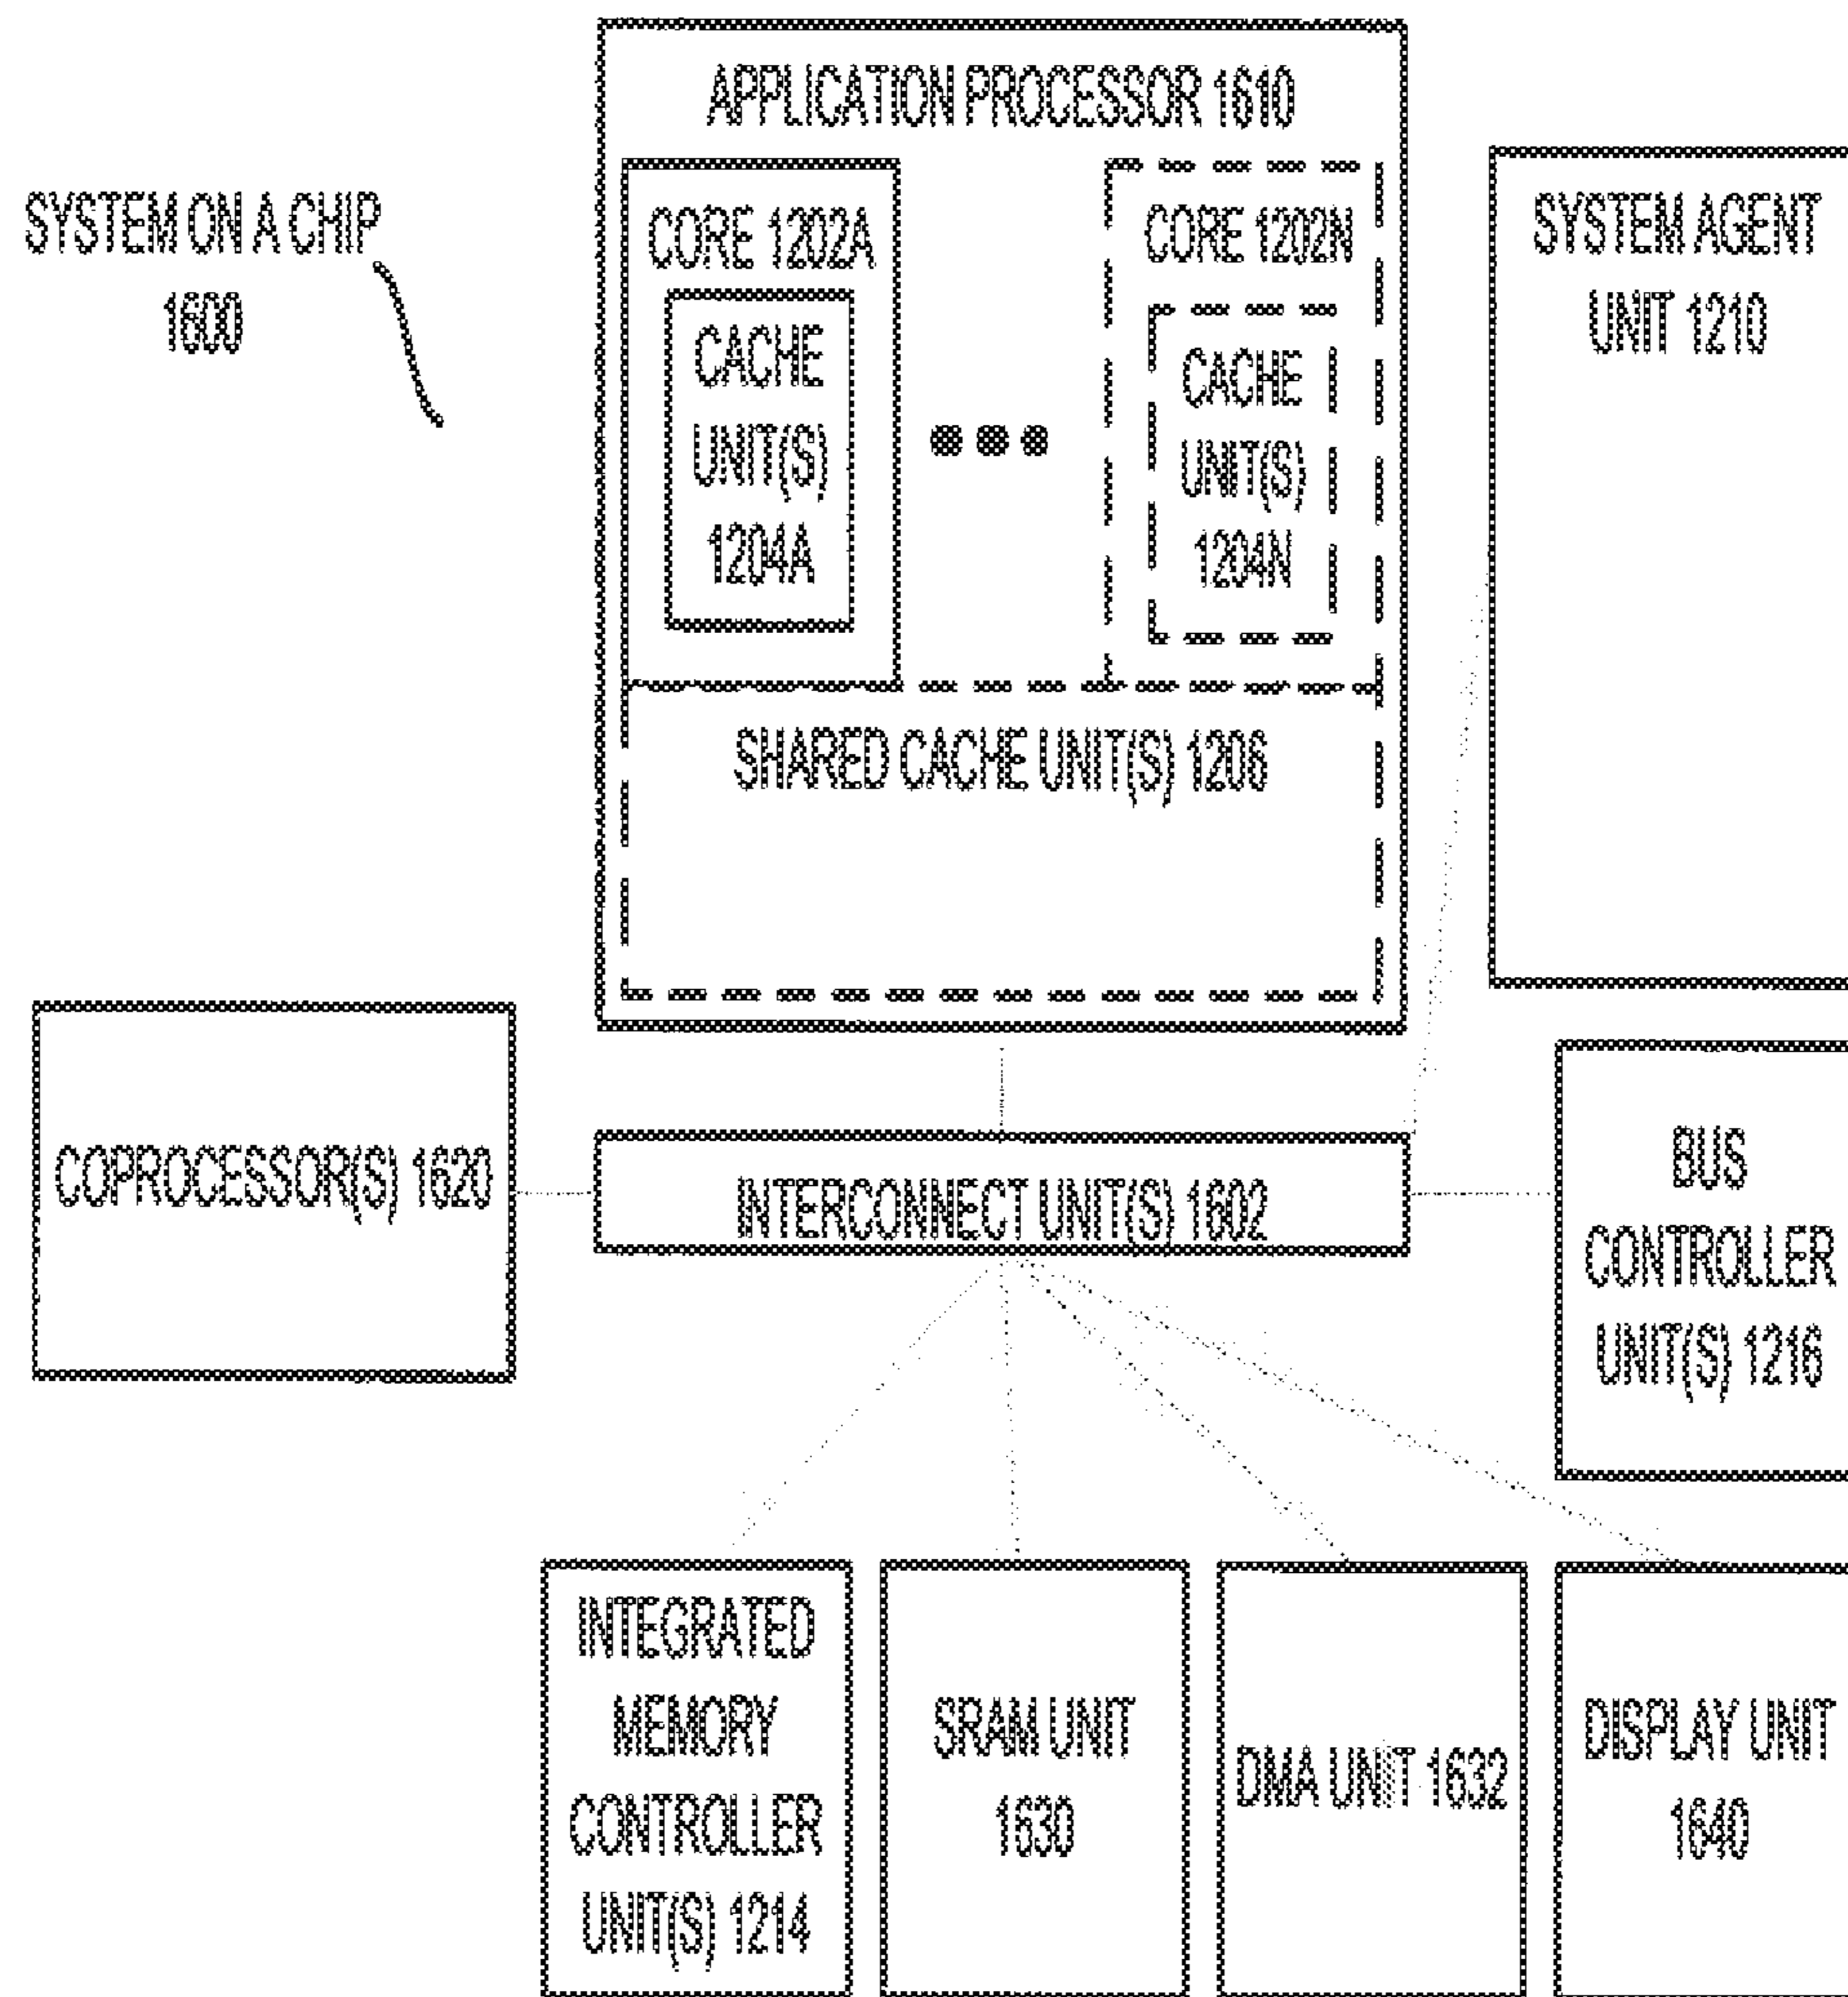 APPLICATION PROCESSOR 1610
SYSTEM ON A CHIP
1600
CORE 1202A
CACHE
UNIT(S)
1204A
CORE 1202N
CACHE
UNIT(S)
1204N
SHARED CACHE UNIT(S) 1206
SYSTEM AGENT
UNIT 1210
COPROCESSOR(S) 1620
INTERCONNECT UNIT(S) 1602
BUS
CONTROLLER
UNIT(S) 1216
INTEGRATED
MEMORY
CONTROLLER
UNIT(S) 1214
SRAM UNIT
1630
DMA UNIT 1632
DISPLAY UNIT
1640